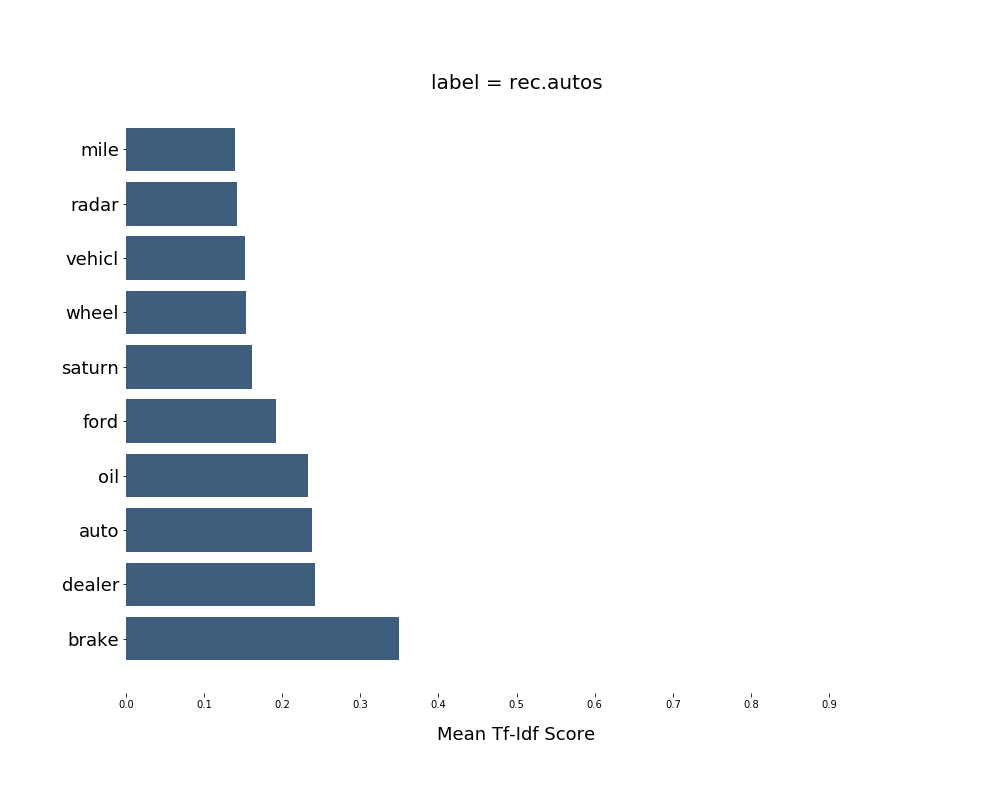 label = rec.autos
mile
radar
vehicl
wheel
saturn
ford
oil
auto
dealer
brake
0.0 0.1 0.2 0.3 0.4 0.5 0.6 0.7 0.8 0.9
Mean Tf-Idf Score